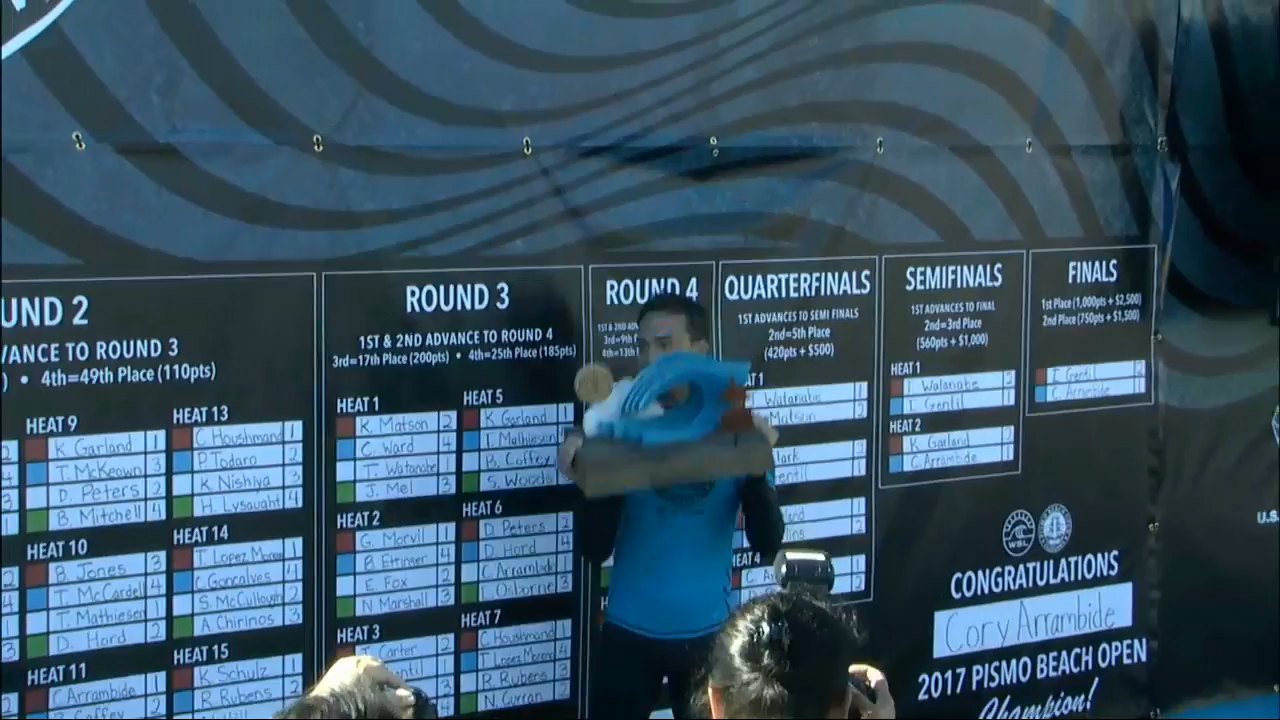 UND 2
VANCE TO ROUND 3
) • 4th=49th Place (110pts)
HEAT 9
K. Garland 1
T. McKeown 3
D. Peters 2
B. Mitchell 4
HEAT 10
B. Jones 3
T. McCardel 4
T. Mathiesen 1
D. Hord 2
HEAT 11
C. Arrambide 1
HEAT 13
C. Houshmand 1
P. Todaro 2
K. Nishiya 3
H. Lysaught 4
HEAT 14
T. Lopez Moreno 1
C. Goncalves 4
S. McCullough 2
A. Chirinos 3
HEAT 15
K. Schulz 1
R. Rubens 2
ROUND 3
1ST & 2ND ADVANCE TO ROUND 4
3rd=17th Place (200pts) • 4th=25th Place (185pts)
HEAT 1
K. Matson 2
C. Ward 4
T. Watanabe 1
J. Mel 3
HEAT 2
G. Morvil 1
B. Ettinger 4
E. Fox 2
N. Marshall 3
HEAT 3
Carter 2
HEAT 5
K. Garland 1
T. Mathiesen
B. Coffey
S. Woods
HEAT 6
D. Peters 2
D. Hord 4
C. Arrambide
Osborne 3
HEAT 7
C. Houshmand 1
T. Lopez Moreno 4
R. Rubens
N. Curran
ROUND 4
QUARTERFINALS
1ST ADVANCES TO SEMI FINALS
2nd=5th Place
(420pts + $500)
Watanabe 1
Matson 2
HEAT 4
SEMIFINALS
1ST ADVANCES TO FINAL
2nd=3rd Place
(560pts + $1,000)
HEAT 1
T. Watanabe 2
I. Gentil 1
HEAT 2
K. Garland 2
C. Arrambide 1
FINALS
1st Place (1,000pts + $2,500)
2nd Place (750pts + $1,500)
I. Gentil 2
C. Arrambide 1
WSL
CONGRATULATIONS
Cory Arrambide
2017 PISMO BEACH OPEN
Champion!
U.S.